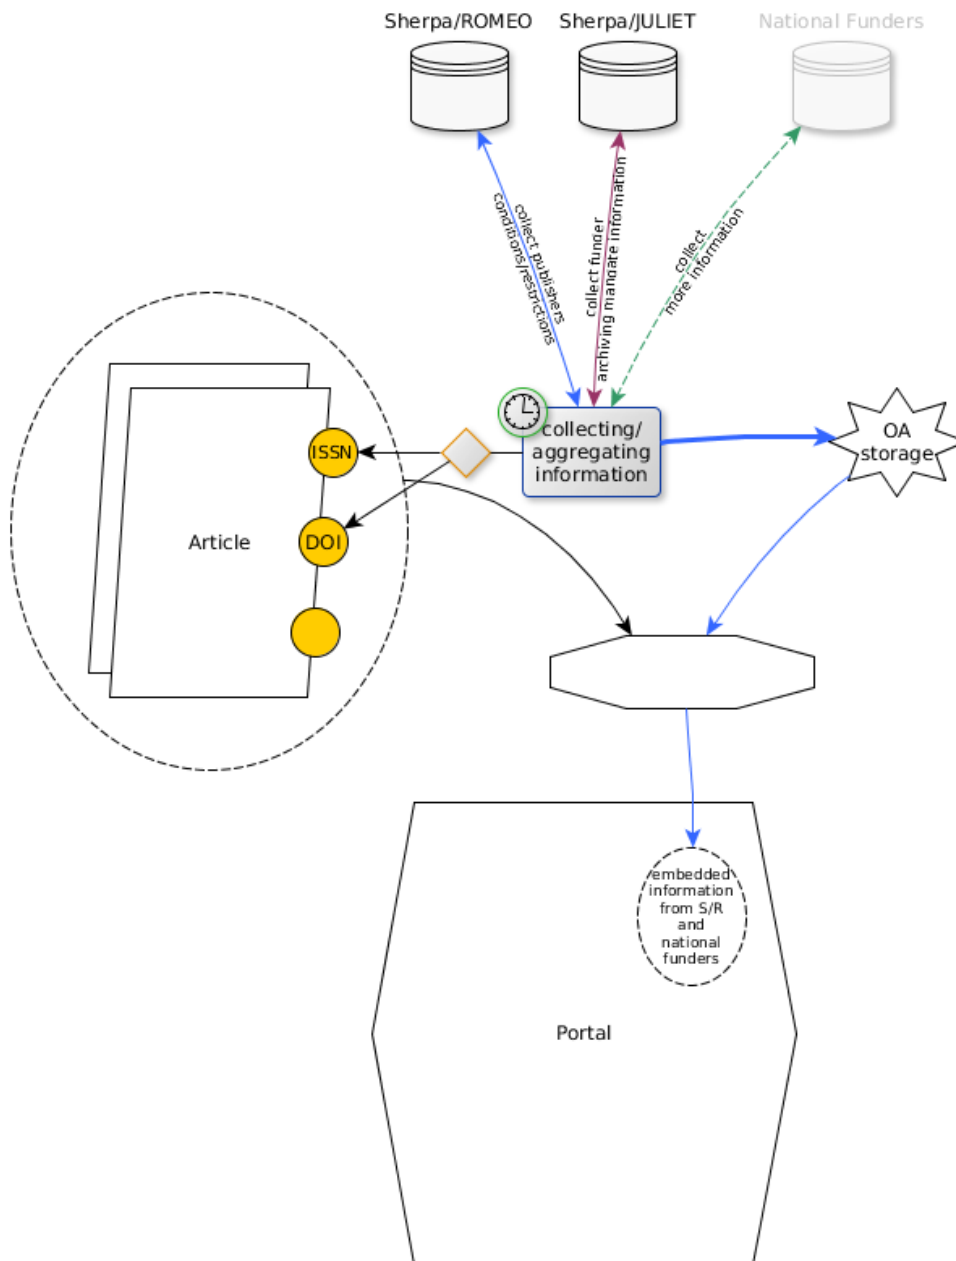 Sherpa/ROMEO
Sherpa/JULIET
National Funders
collect publishers
conditions/restrictions
collect funder
archiving mandate information
collect
more information
collecting/
aggregating
information
OA
storage
ISSN
DOI
Article
embedded
information
from S/R
and
national
funders
Portal